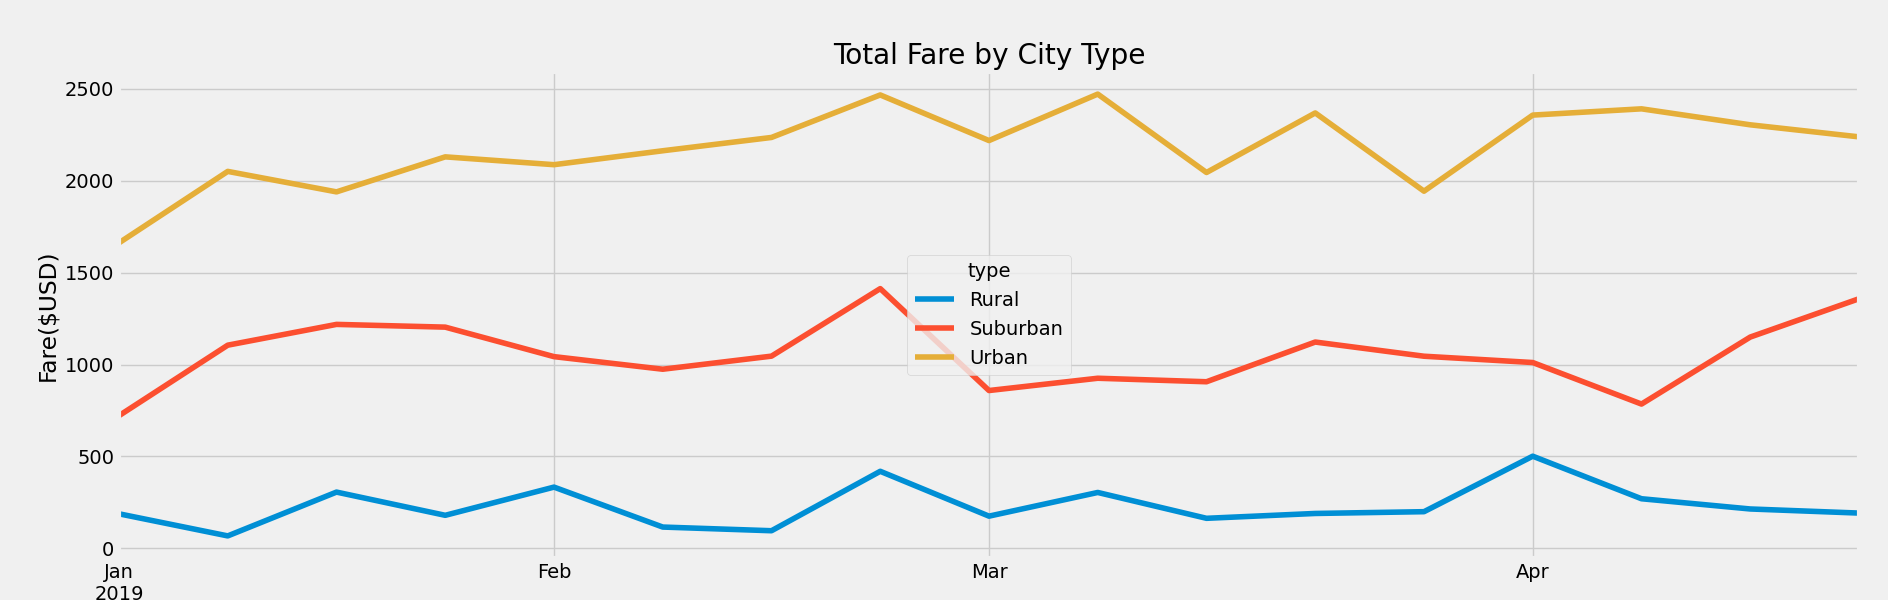 Total Fare by City Type
Fare($USD)
2500
2000
1500
1000
500
0
type
Rural
Suburban
Urban
Jan
2019
Feb
Mar
Apr